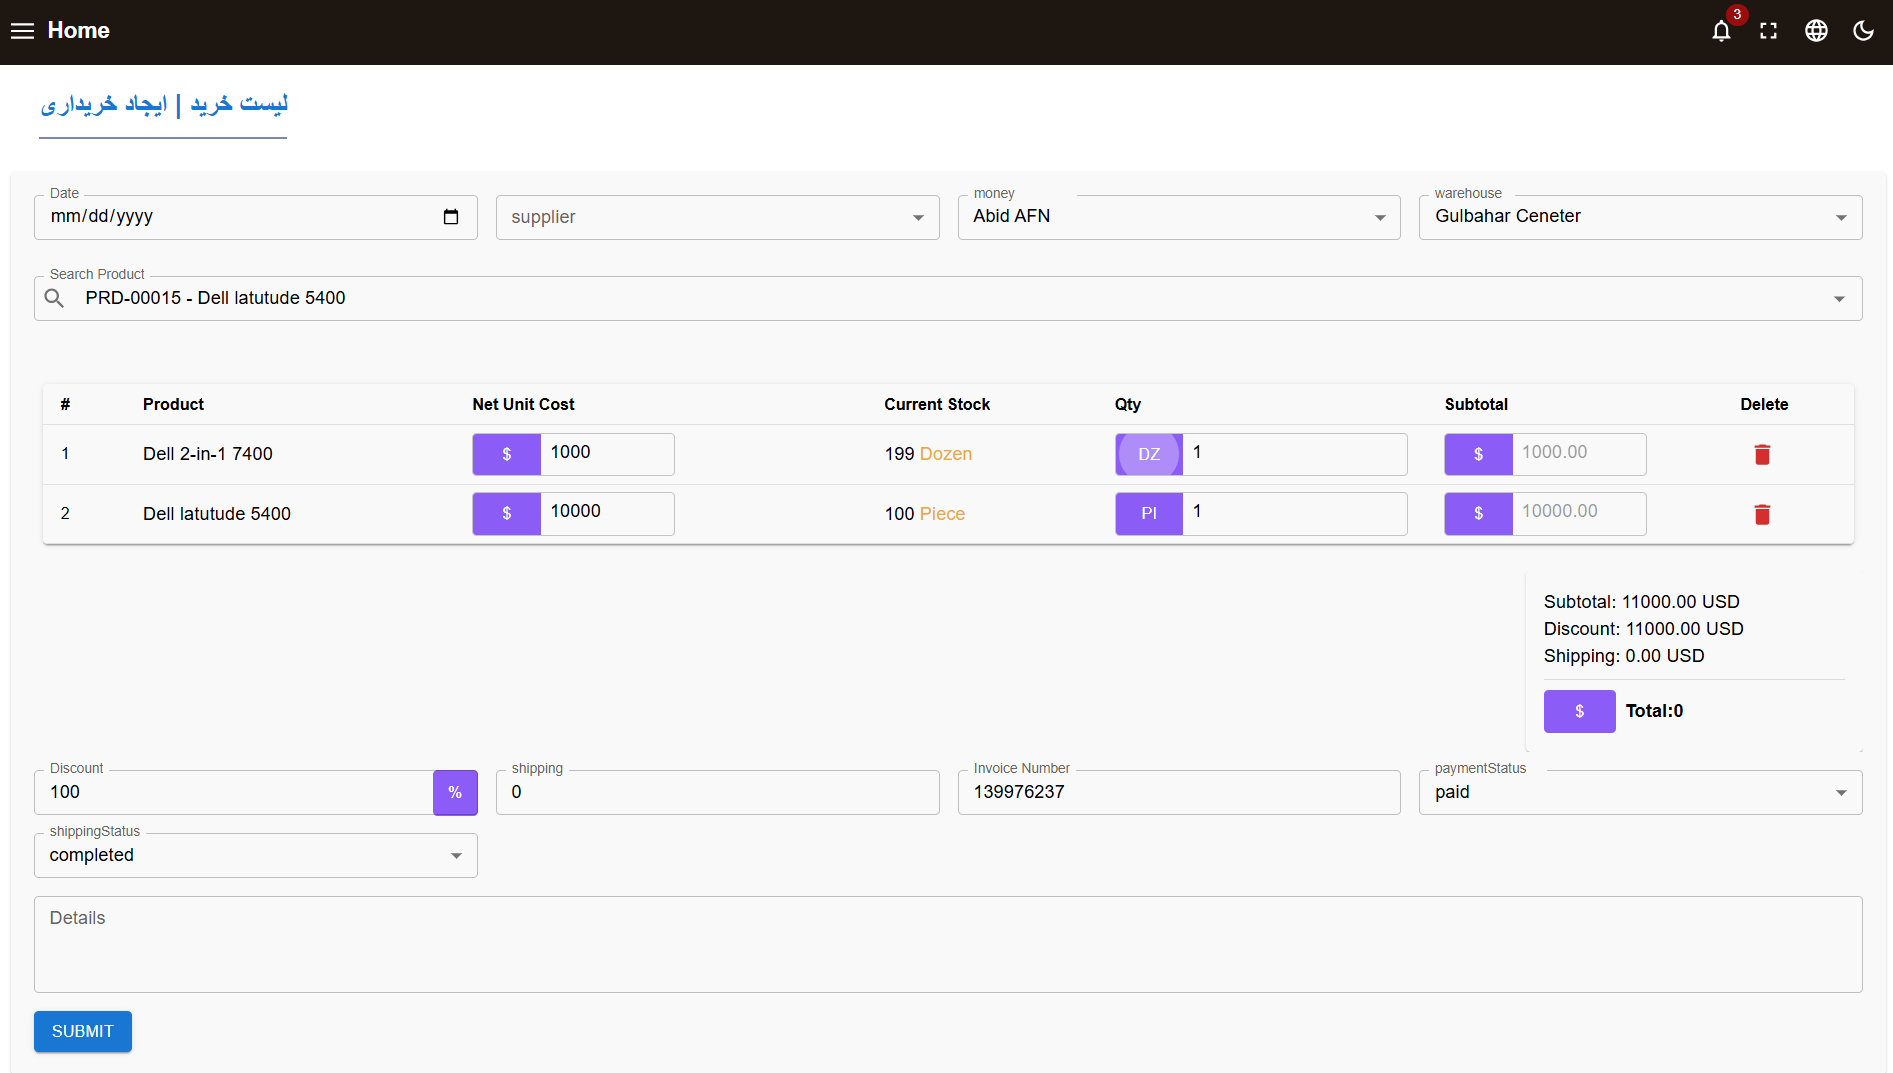 Home
3
لیست خرید | ایجاد خریداری
Date
mm/dd/yyyy
supplier
money
Abid AFN
warehouse
Gulbahar Ceneter
Search Product
PRD-00015 - Dell latutude 5400
# Product Net Unit Cost Current Stock Qty Subtotal Delete
1 Dell 2-in-1 7400 $ 1000 199 Dozen DZ 1 $ 1000.00
2 Dell latutude 5400 $ 10000 100 Piece PI 1 $ 10000.00
Subtotal: 11000.00 USD
Discount: 11000.00 USD
Shipping: 0.00 USD
$ Total:0
Discount
100 %
shipping
0
Invoice Number
139976237
paymentStatus
paid
shippingStatus
completed
Details
SUBMIT